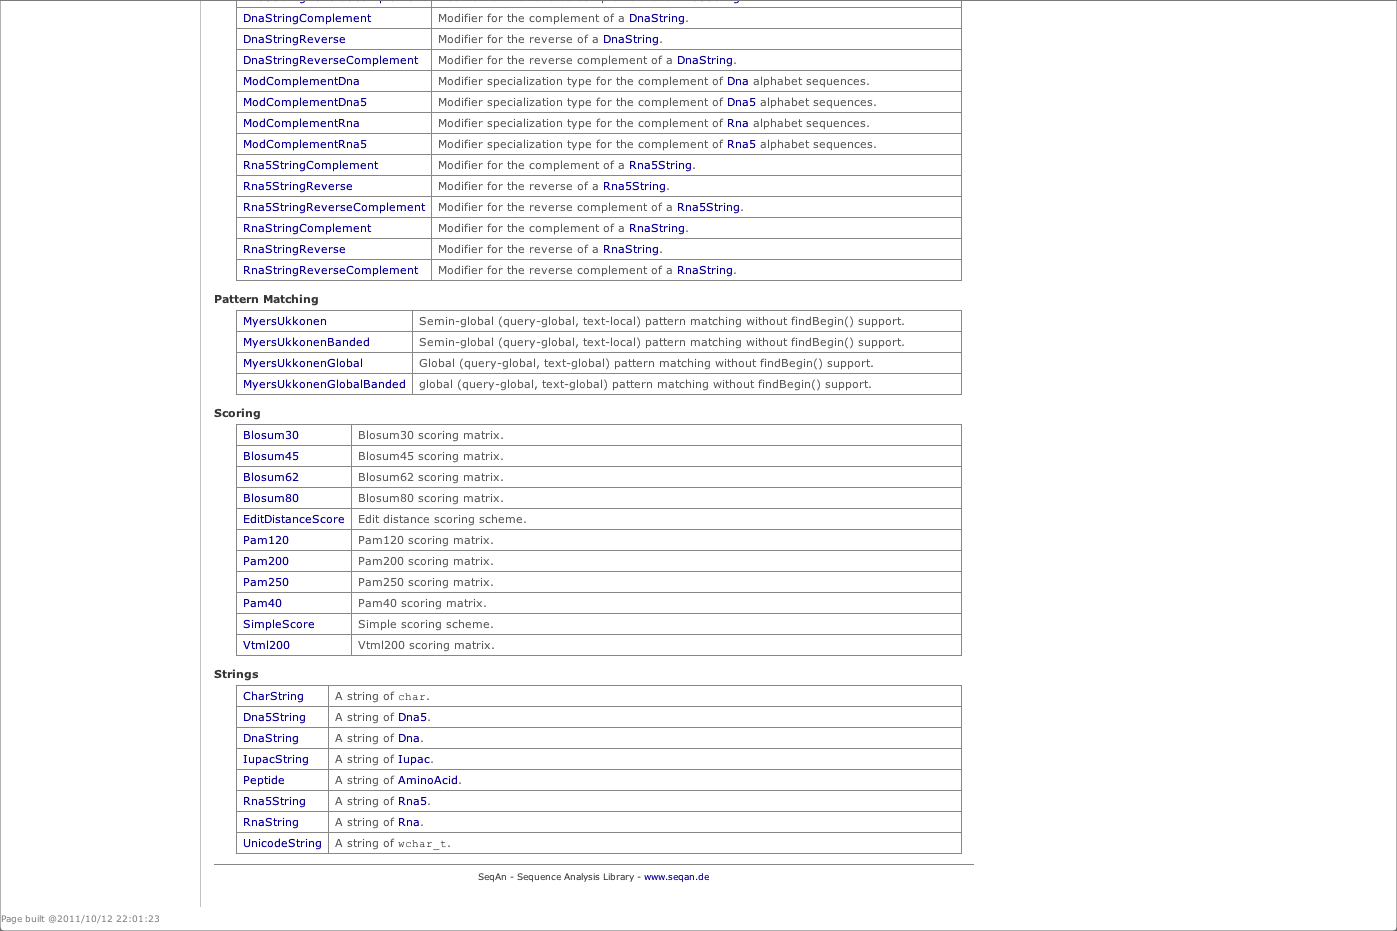 DnaStringComplement Modifier for the complement of a DnaString.
DnaStringReverse Modifier for the reverse of a DnaString.
DnaStringReverseComplement Modifier for the reverse complement of a DnaString.
ModComplementDna Modifier specialization type for the complement of Dna alphabet sequences.
ModComplementDna5 Modifier specialization type for the complement of Dna5 alphabet sequences.
ModComplementRna Modifier specialization type for the complement of Rna alphabet sequences.
ModComplementRna5 Modifier specialization type for the complement of Rna5 alphabet sequences.
Rna5StringComplement Modifier for the complement of a Rna5String.
Rna5StringReverse Modifier for the reverse of a Rna5String.
Rna5StringReverseComplement Modifier for the reverse complement of a Rna5String.
RnaStringComplement Modifier for the complement of a RnaString.
RnaStringReverse Modifier for the reverse of a RnaString.
RnaStringReverseComplement Modifier for the reverse complement of a RnaString.
Pattern Matching
MyersUkkonen Semin-global (query-global, text-local) pattern matching without findBegin() support.
MyersUkkonenBanded Semin-global (query-global, text-local) pattern matching without findBegin() support.
MyersUkkonenGlobal Global (query-global, text-global) pattern matching without findBegin() support.
MyersUkkonenGlobalBanded global (query-global, text-global) pattern matching without findBegin() support.
Scoring
Blosum30 Blosum30 scoring matrix.
Blosum45 Blosum45 scoring matrix.
Blosum62 Blosum62 scoring matrix.
Blosum80 Blosum80 scoring matrix.
EditDistanceScore Edit distance scoring scheme.
Pam120 Pam120 scoring matrix.
Pam200 Pam200 scoring matrix.
Pam250 Pam250 scoring matrix.
Pam40 Pam40 scoring matrix.
SimpleScore Simple scoring scheme.
Vtml200 Vtml200 scoring matrix.
Strings
CharString A string of char.
Dna5String A string of Dna5.
DnaString A string of Dna.
IupacString A string of Iupac.
Peptide A string of AminoAcid.
Rna5String A string of Rna5.
RnaString A string of Rna.
UnicodeString A string of wchar_t.
SeqAn - Sequence Analysis Library - www.seqan.de
Page built @2011/10/12 22:01:23